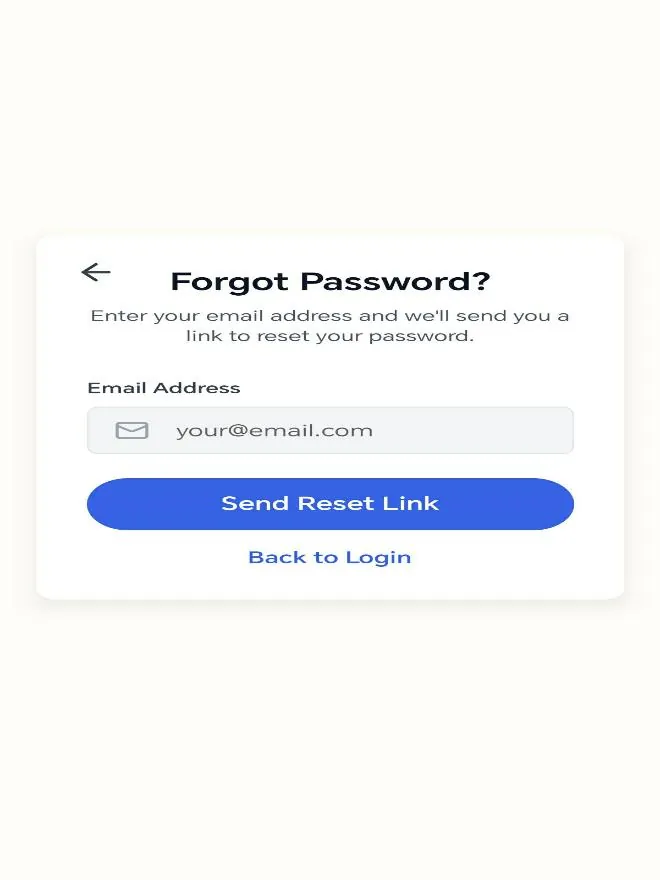 Forgot Password?
Enter your email address and we'll send you a
link to reset your password.
Email Address
your@email.com
Send Reset Link
Back to Login